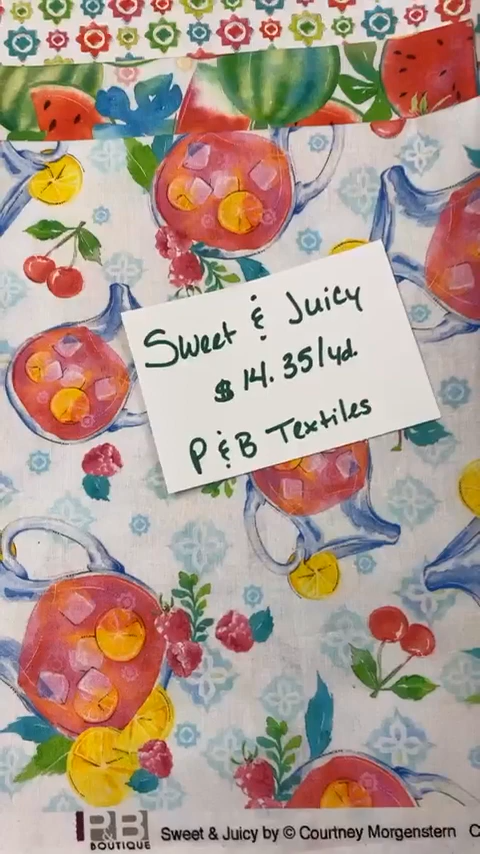 Sweet & Juicy
$14.35/yd.
P & B Textiles
P&B
BOUTIQUE
Sweet & Juicy by © Courtney Morgenstern C